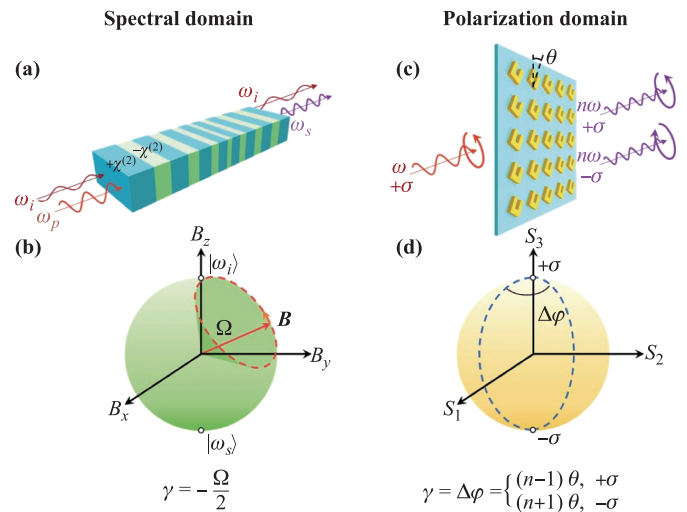 Spectral domain
Polarization domain
(a)
ω_i
ω_s
+χ^(2)
−χ^(2)
ω_i
ω_p
(c)
θ
nω
+σ
nω
−σ
ω
+σ
(b)
B_z
|ω_i⟩
B
Ω
B_y
B_x
|ω_s⟩
γ = −Ω/2
(d)
S_3
+σ
Δφ
S_2
S_1
−σ
γ = Δφ = { (n−1) θ, +σ
(n+1) θ, −σ